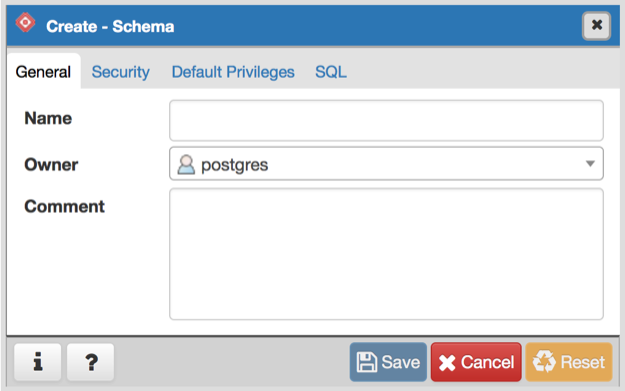 Create - Schema
General Security Default Privileges SQL
Name
Owner postgres
Comment
i ? Save Cancel Reset